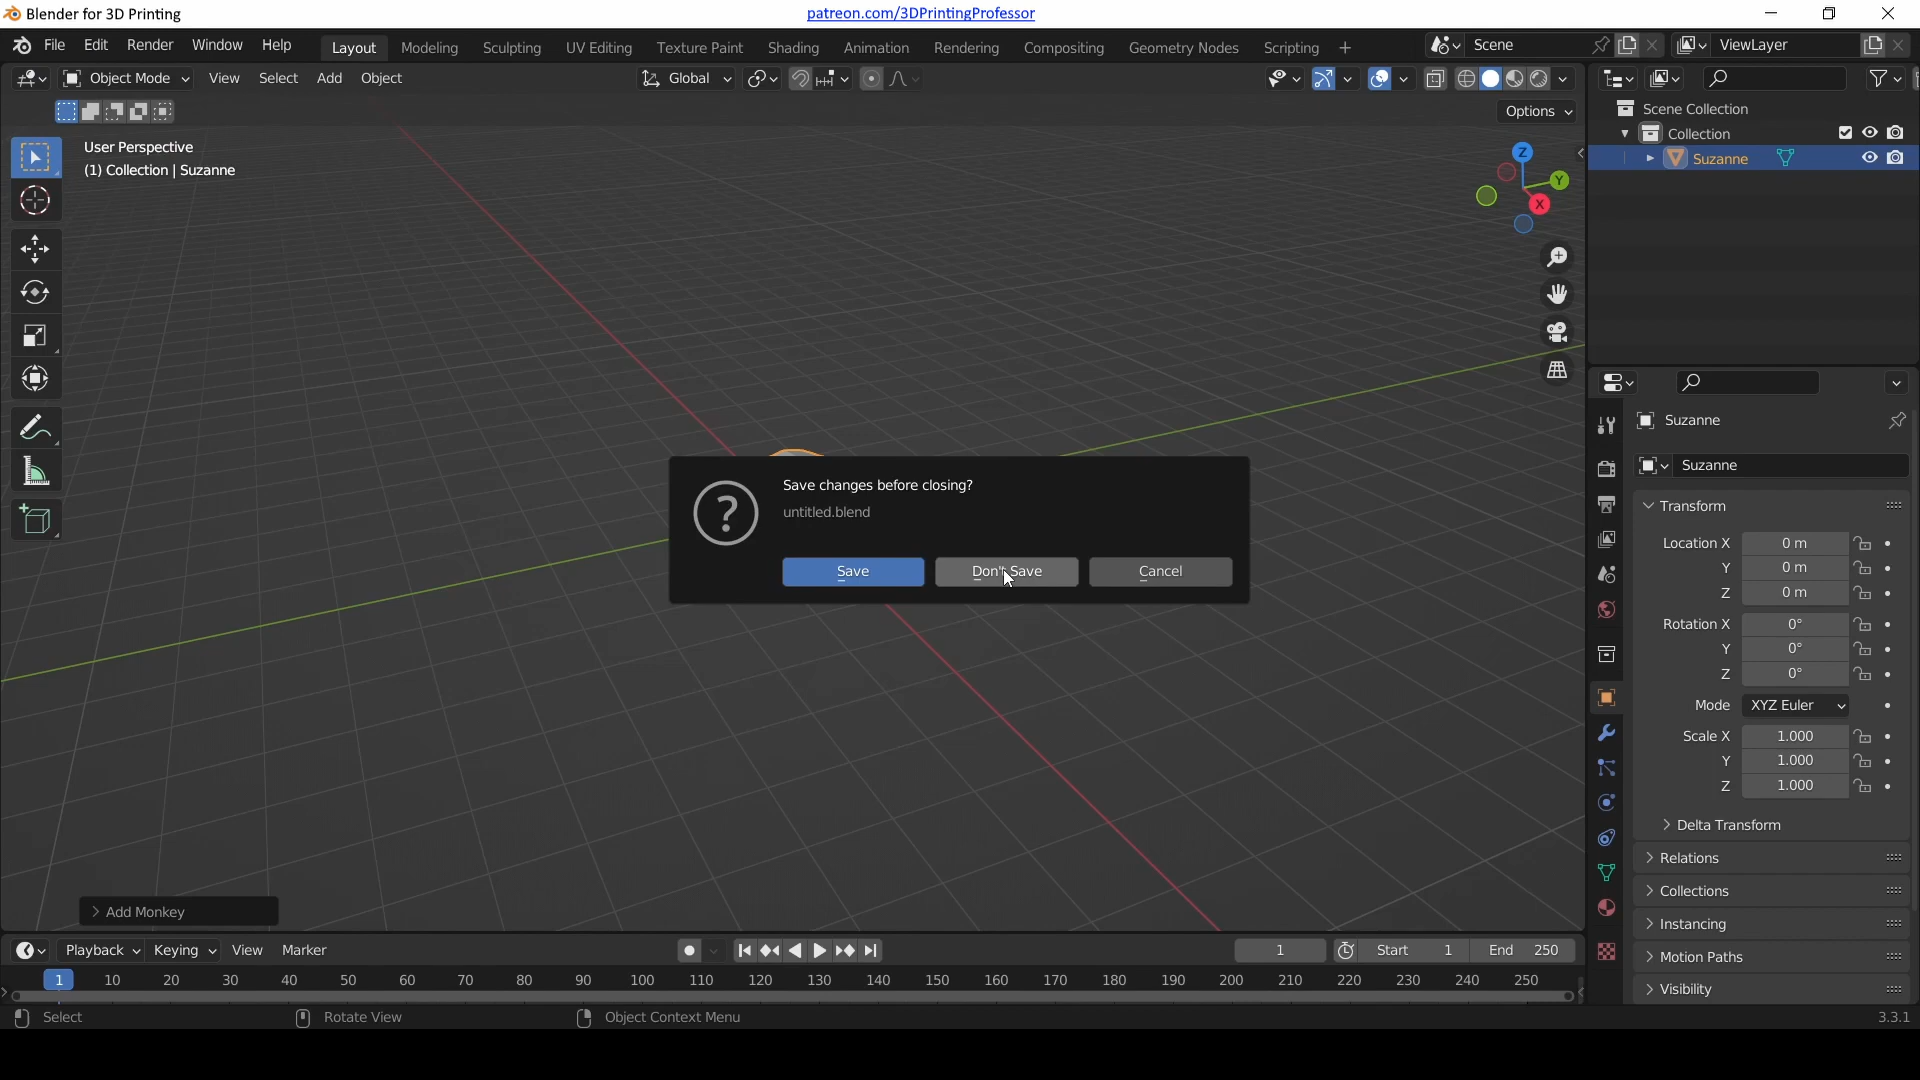 Blender for 3D Printing
patreon.com/3DPrintingProfessor
File Edit Render Window Help Layout Modeling Sculpting UV Editing Texture Paint Shading Animation Rendering Compositing Geometry Nodes Scripting + Scene ViewLayer
Object Mode View Select Add Object Global
Options
User Perspective
(1) Collection | Suzanne
Z
Y
X
Scene Collection
Collection
Suzanne
Save changes before closing?
untitled.blend
Save Don't Save Cancel
Suzanne
Suzanne
Transform
Location X 0 m
Y 0 m
Z 0 m
Rotation X 0°
Y 0°
Z 0°
Mode XYZ Euler
Scale X 1.000
Y 1.000
Z 1.000
Delta Transform
Relations
Collections
Instancing
Motion Paths
Visibility
Add Monkey
Playback Keying View Marker 1 Start 1 End 250
1 10 20 30 40 50 60 70 80 90 100 110 120 130 140 150 160 170 180 190 200 210 220 230 240 250
Select Rotate View Object Context Menu 3.3.1